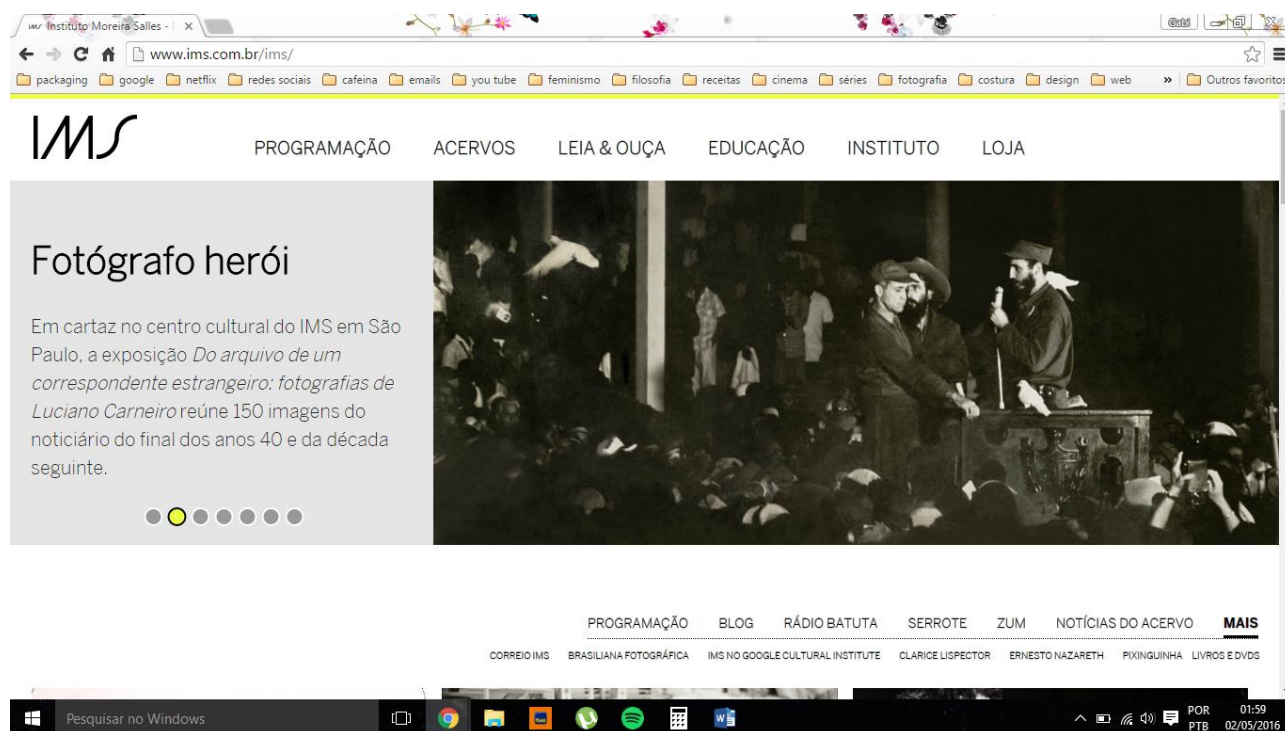 ims Instituto Moreira Salles -
Gabi
www.ims.com.br/ims/
packaging google netflix redes sociais cafeina emails you tube feminismo filosofia receitas cinema séries fotografia costura design web » Outros favoritos
IMS
PROGRAMAÇÃO ACERVOS LEIA & OUÇA EDUCAÇÃO INSTITUTO LOJA
Fotógrafo herói
Em cartaz no centro cultural do IMS em São
Paulo, a exposição Do arquivo de um
correspondente estrangeiro: fotografias de
Luciano Carneiro reúne 150 imagens do
noticiário do final dos anos 40 e da década
seguinte.
PROGRAMAÇÃO BLOG RÁDIO BATUTA SERROTE ZUM NOTÍCIAS DO ACERVO MAIS
CORREIO IMS BRASILIANA FOTOGRÁFICA IMS NO GOOGLE CULTURAL INSTITUTE CLARICE LISPECTOR ERNESTO NAZARETH PIXINGUINHA LIVROS E DVDS
Pesquisar no Windows
POR 01:59
PTB 02/05/2016